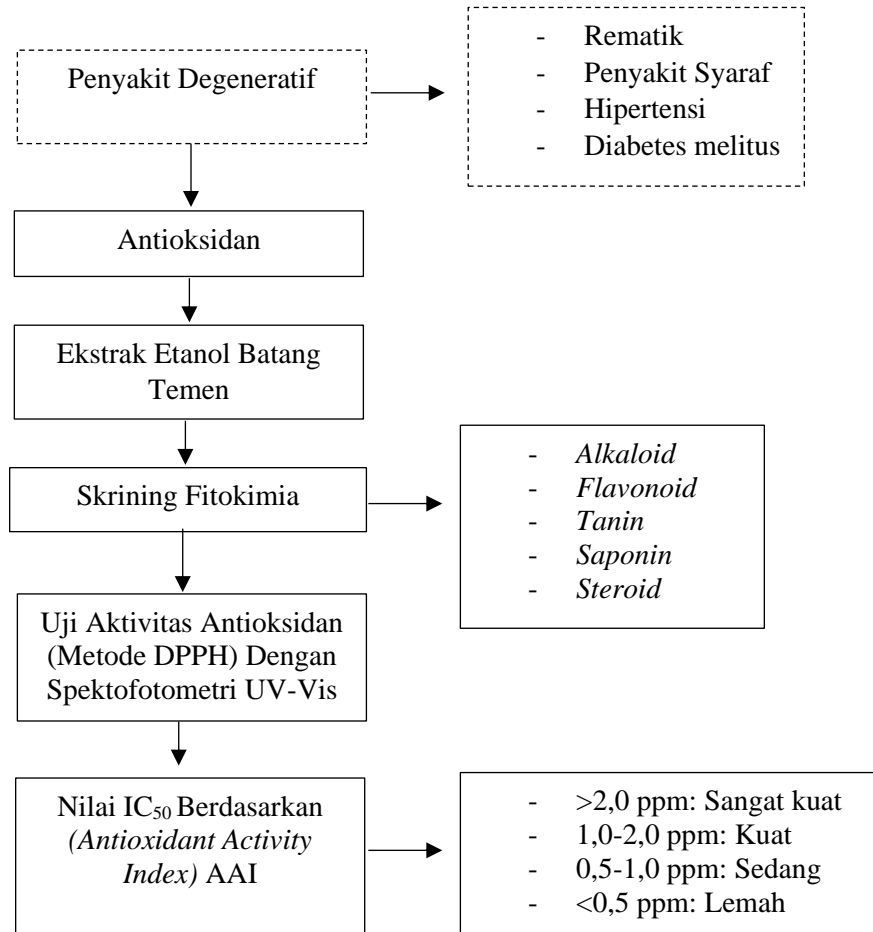 Penyakit Degeneratif
- Rematik
- Penyakit Syaraf
- Hipertensi
- Diabetes melitus
Antioksidan
Ekstrak Etanol Batang
Temen
Skrining Fitokimia
- Alkaloid
- Flavonoid
- Tanin
- Saponin
- Steroid
Uji Aktivitas Antioksidan
(Metode DPPH) Dengan
Spektofotometri UV-Vis
Nilai IC50 Berdasarkan
(Antioxidant Activity
Index) AAI
- >2,0 ppm: Sangat kuat
- 1,0-2,0 ppm: Kuat
- 0,5-1,0 ppm: Sedang
- <0,5 ppm: Lemah